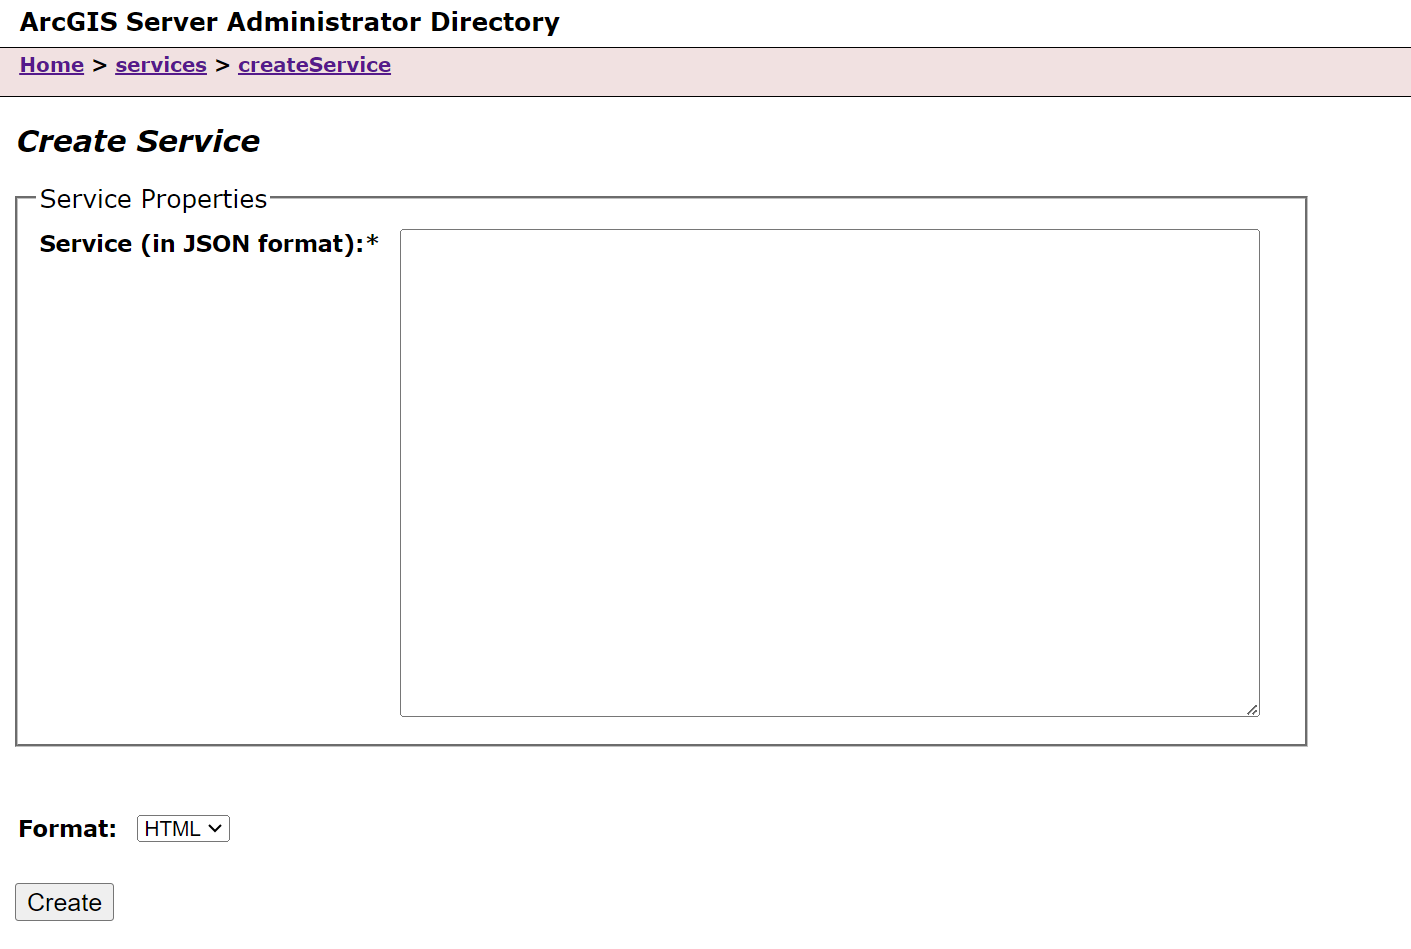 ArcGIS Server Administrator Directory
Home > services > createService
Create Service
Service Properties
Service (in JSON format):*
Format: HTML
Create